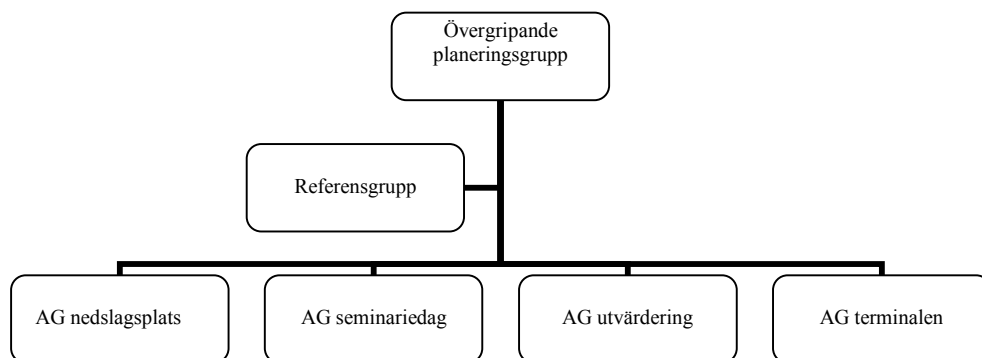 Övergripande
planeringsgrupp
Referensgrupp
AG nedslagsplats
AG seminariedag
AG utvärdering
AG terminalen